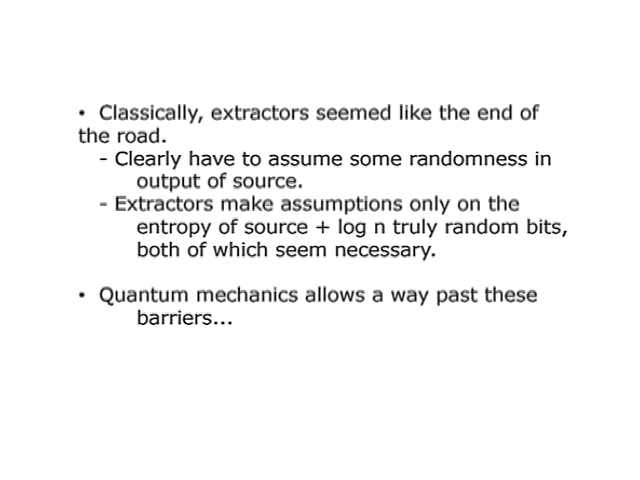 • Classically, extractors seemed like the end of
the road.
- Clearly have to assume some randomness in
output of source.
- Extractors make assumptions only on the
entropy of source + log n truly random bits,
both of which seem necessary.
• Quantum mechanics allows a way past these
barriers...